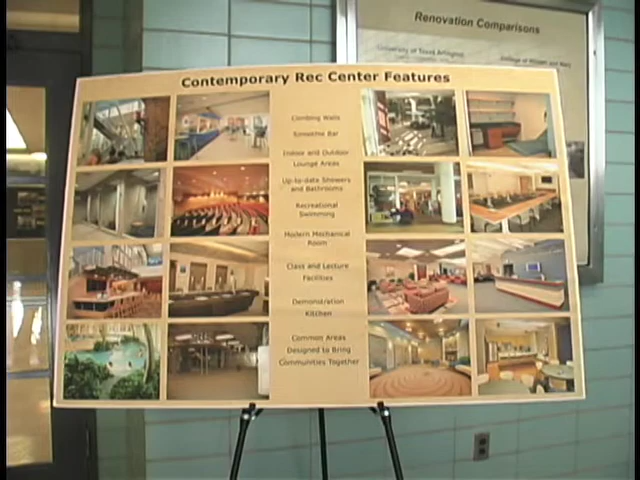 Renovation Comparisons
University of Texas Arlington
College of William and Mary
Contemporary Rec Center Features
Climbing Walls
Smoothie Bar
Indoor and Outdoor
Lounge Areas
Up-to-date Showers
and Bathrooms
Recreational
Swimming
Modern Mechanical
Room
Class and Lecture
Facilities
Demonstration
Kitchen
Common Areas
Designed to Bring
Communities Together